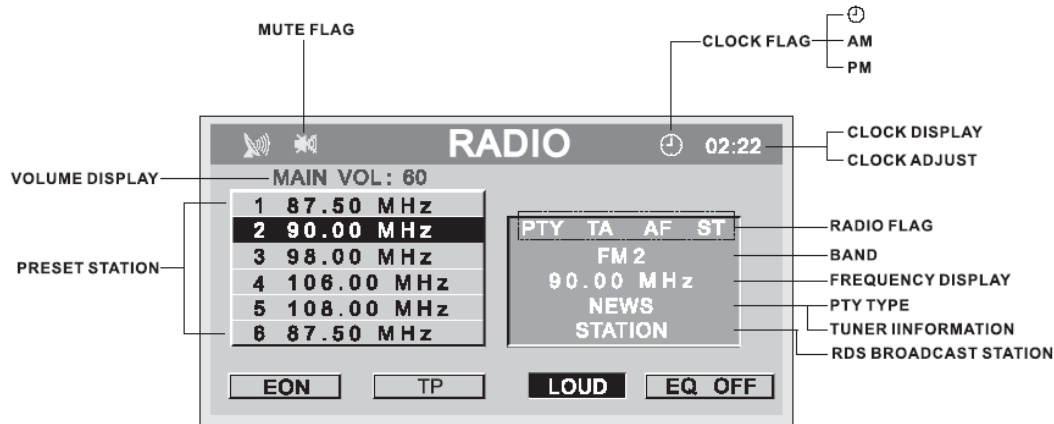 MUTE FLAG
CLOCK FLAG
AM
PM
RADIO
02:22
CLOCK DISPLAY
CLOCK ADJUST
VOLUME DISPLAY
MAIN VOL: 60
PRESET STATION
1 87.50 MHz
2 90.00 MHz
3 98.00 MHz
4 106.00 MHz
5 108.00 MHz
6 87.50 MHz
PTY TA AF ST
RADIO FLAG
FM 2
BAND
90.00 MHz
FREQUENCY DISPLAY
NEWS
PTY TYPE
STATION
TUNER IINFORMATION
RDS BROADCAST STATION
EON
TP
LOUD
EQ OFF